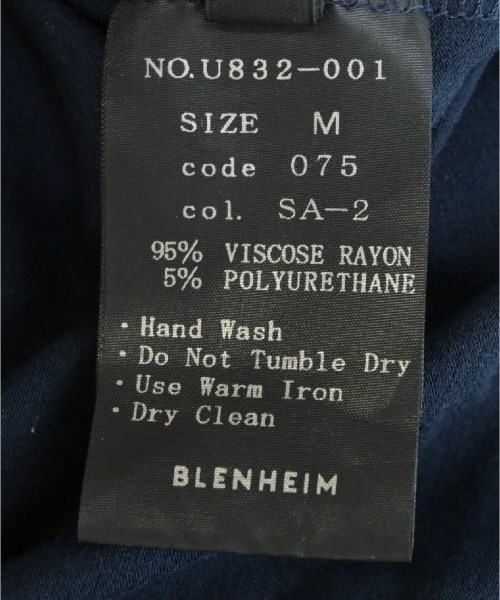 NO.U832-001
SIZE M
code 075
col. SA-2
95% VISCOSE RAYON
5% POLYURETHANE
・Hand Wash
・Do Not Tumble Dry
・Use Warm Iron
・Dry Clean
BLENHEIM